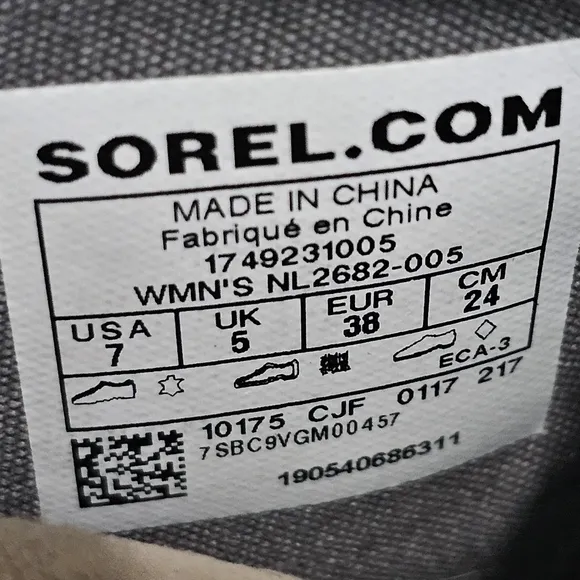 SOREL.COM
MADE IN CHINA
Fabriqué en Chine
1749231005
WMN'S NL2682-005
USA UK EUR CM
7 5 38 24
ECA-3
10175 CJF 0117 217
7SBC9VGM00457
190540686311